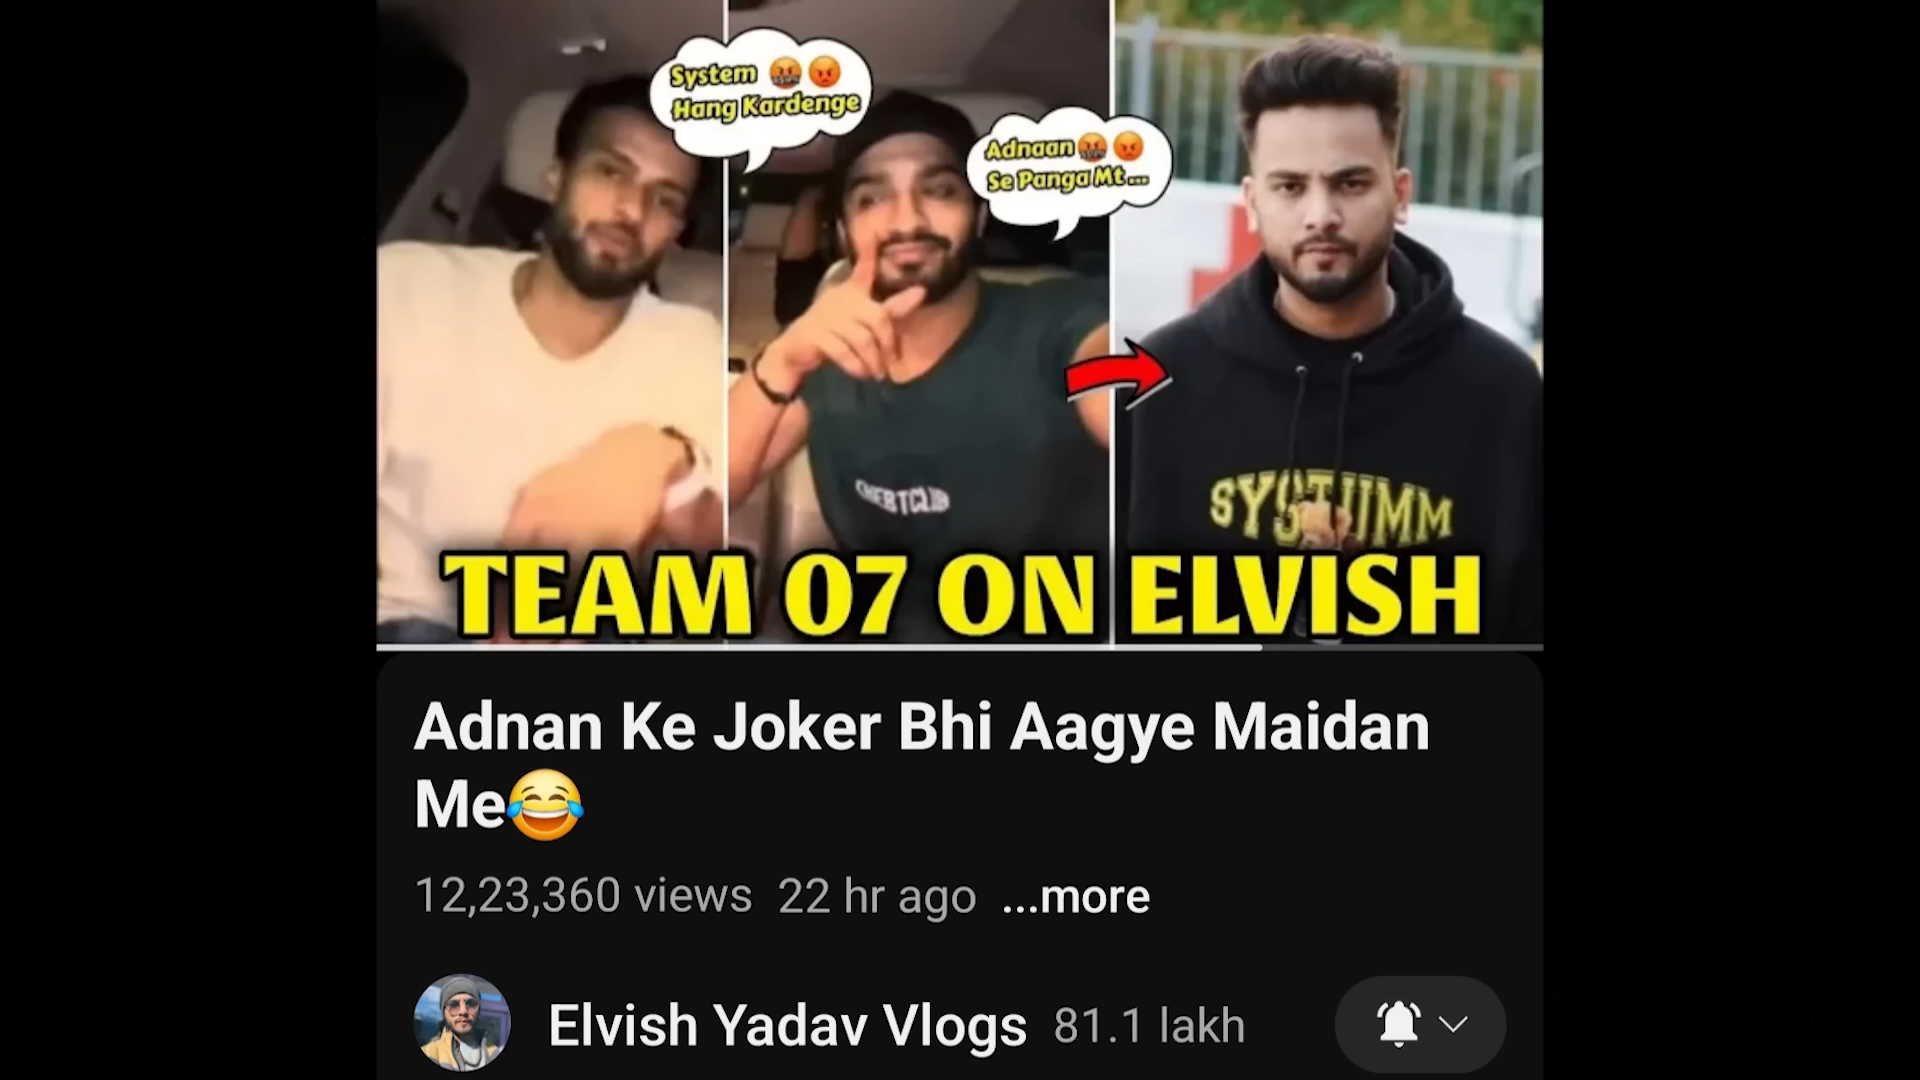 System 🤬😡
Hang Kardenge
Adnaan 🤬😡
Se Panga Mt...
SYSTUMM
TEAM 07 ON ELVISH
Adnan Ke Joker Bhi Aagye Maidan
Me😂
12,23,360 views 22 hr ago ...more
Elvish Yadav Vlogs 81.1 lakh